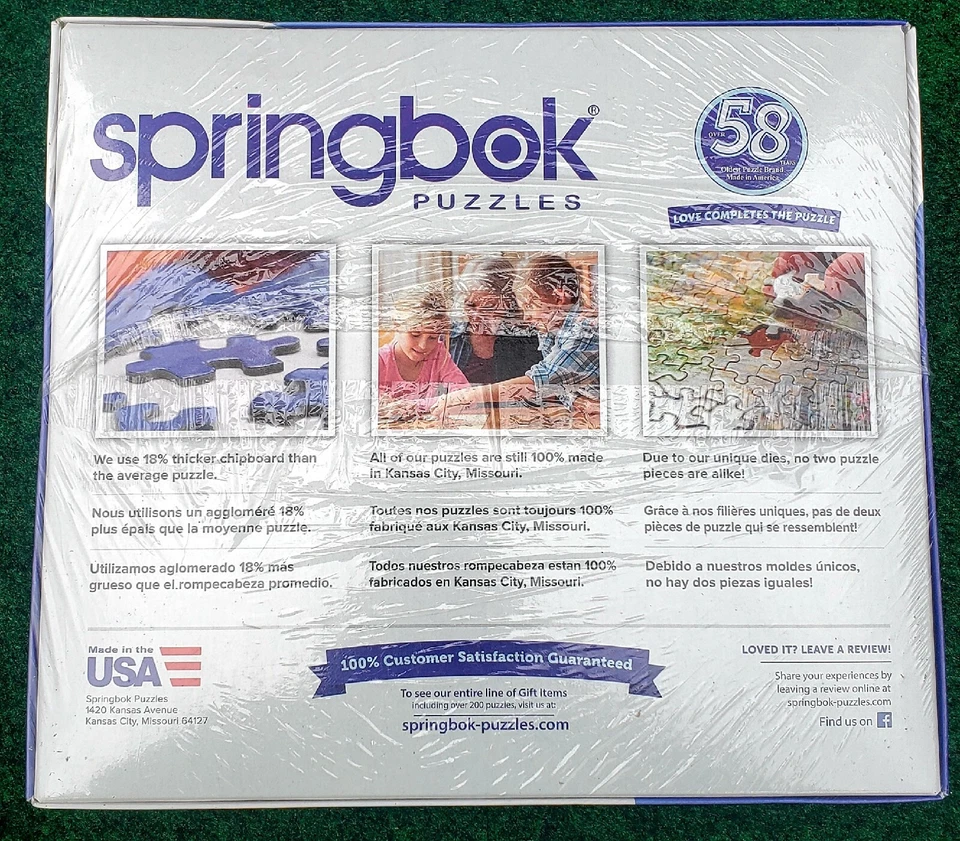 springbok®
PUZZLES
OVER 58 YEARS
Oldest Puzzle Brand
Made in America
LOVE COMPLETES THE PUZZLE
We use 18% thicker chipboard than
the average puzzle.
Nous utilisons un aggloméré 18%
plus épais que la moyenne puzzle.
Utilizamos aglomerado 18% más
grueso que el rompecabeza promedio.
All of our puzzles are still 100% made
in Kansas City, Missouri.
Toutes nos puzzles sont toujours 100%
fabriqué aux Kansas City, Missouri.
Todos nuestros rompecabeza estan 100%
fabricados en Kansas City, Missouri.
Due to our unique dies, no two puzzle
pieces are alike!
Grâce à nos filières uniques, pas de deux
pièces de puzzle qui se ressemblent!
Debido a nuestros moldes únicos,
no hay dos piezas iguales!
Made in the
USA
Springbok Puzzles
1420 Kansas Avenue
Kansas City, Missouri 64127
100% Customer Satisfaction Guaranteed
To see our entire line of Gift Items
including over 200 puzzles, visit us at:
springbok-puzzles.com
LOVED IT? LEAVE A REVIEW!
Share your experiences by
leaving a review online at
springbok-puzzles.com
Find us on f